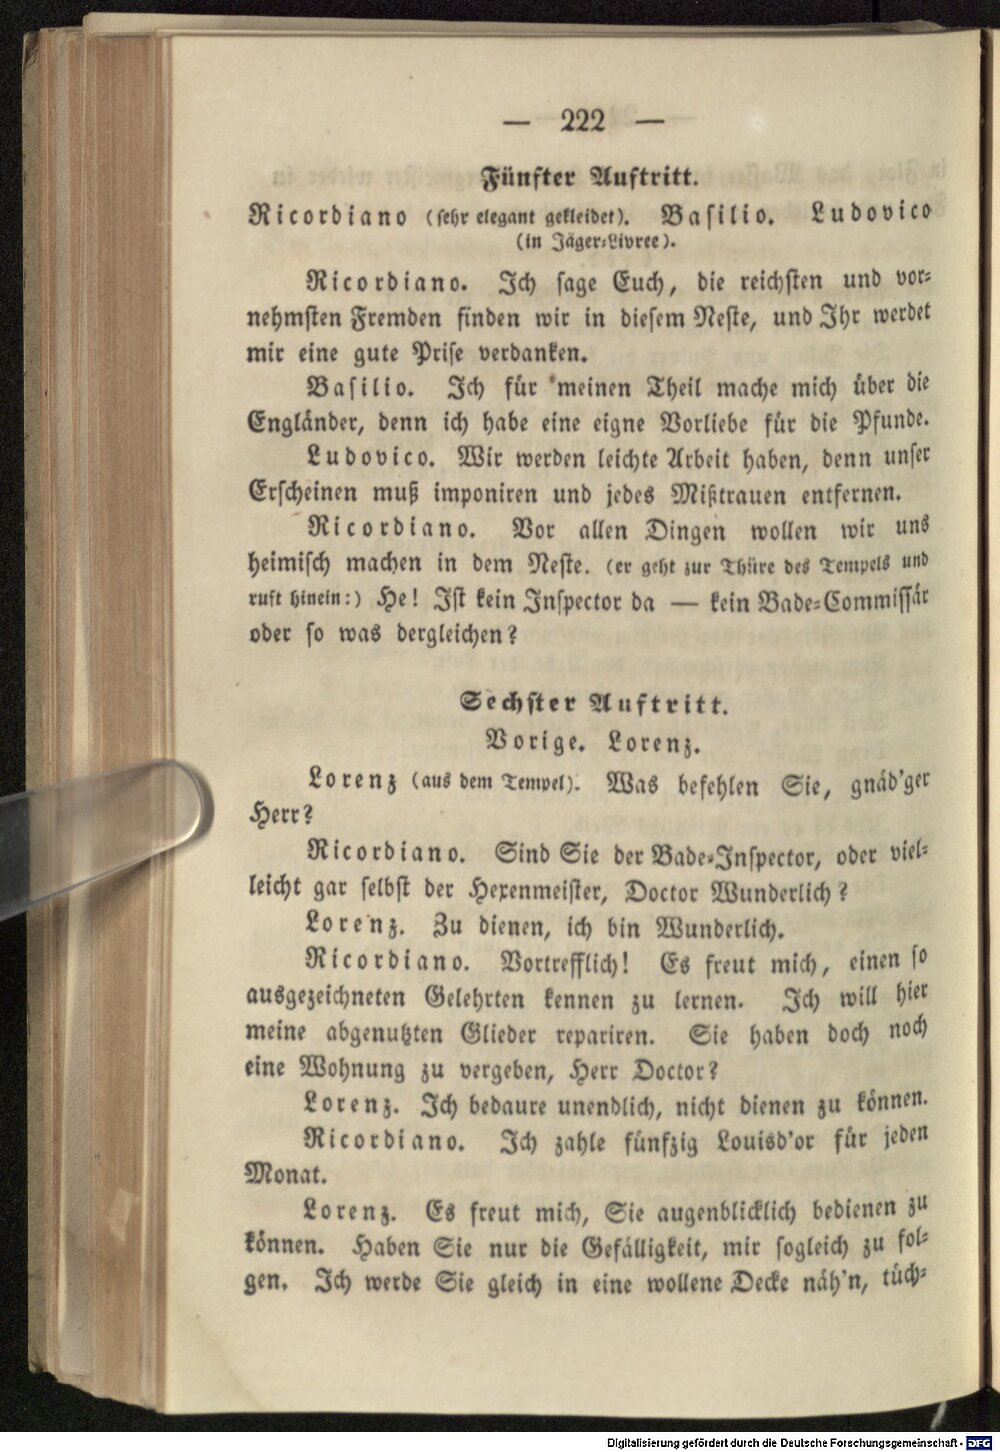 — 222 —
Fünfter Auftritt.
Ricordiano (sehr elegant gekleidet). Basilio. Ludovico
(in Jäger-Livree).
Ricordiano. Ich sage Euch, die reichsten und vor-
nehmsten Fremden finden wir in diesem Neste, und Ihr werdet
mir eine gute Prise verdanken.
Basilio. Ich für meinen Theil mache mich über die
Engländer, denn ich habe eine eigne Vorliebe für die Pfunde.
Ludovico. Wir werden leichte Arbeit haben, denn unser
Erscheinen muß imponiren und jedes Mißtrauen entfernen.
Ricordiano. Vor allen Dingen wollen wir uns
heimisch machen in dem Neste. (er geht zur Thüre des Tempels und
ruft hinein:) He! Ist kein Inspector da — kein Bade-Commissär
oder so was dergleichen?
Sechster Auftritt.
Vorige. Lorenz.
Lorenz (aus dem Tempel). Was befehlen Sie, gnäd'ger
Herr?
Ricordiano. Sind Sie der Bade-Inspector, oder viel-
leicht gar selbst der Hexenmeister, Doctor Wunderlich?
Lorenz. Zu dienen, ich bin Wunderlich.
Ricordiano. Vortrefflich! Es freut mich, einen so
ausgezeichneten Gelehrten kennen zu lernen. Ich will hier
meine abgenutzten Glieder repariren. Sie haben doch noch
eine Wohnung zu vergeben, Herr Doctor?
Lorenz. Ich bedaure unendlich, nicht dienen zu können.
Ricordiano. Ich zahle fünfzig Louisd'or für jeden
Monat.
Lorenz. Es freut mich, Sie augenblicklich bedienen zu
können. Haben Sie nur die Gefälligkeit, mir sogleich zu fol-
gen. Ich werde Sie gleich in eine wollene Decke näh'n, tüch-
Digitalisierung gefördert durch die Deutsche Forschungsgemeinschaft - DFG